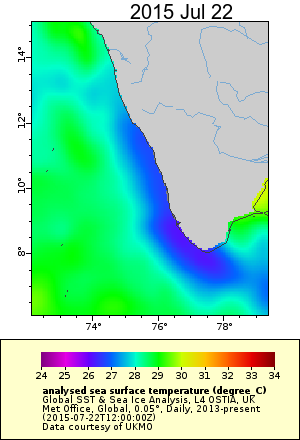 2015 Jul 22
14°
12°
10°
8°
74° 76° 78°
24 25 26 27 28 29 30 31 32 33 34
analysed sea surface temperature (degree_C)
Global SST & Sea Ice Analysis, L4 OSTIA, UK
Met Office, Global, 0.05°, Daily, 2013-present
(2015-07-22T12:00:00Z)
Data courtesy of UKMO